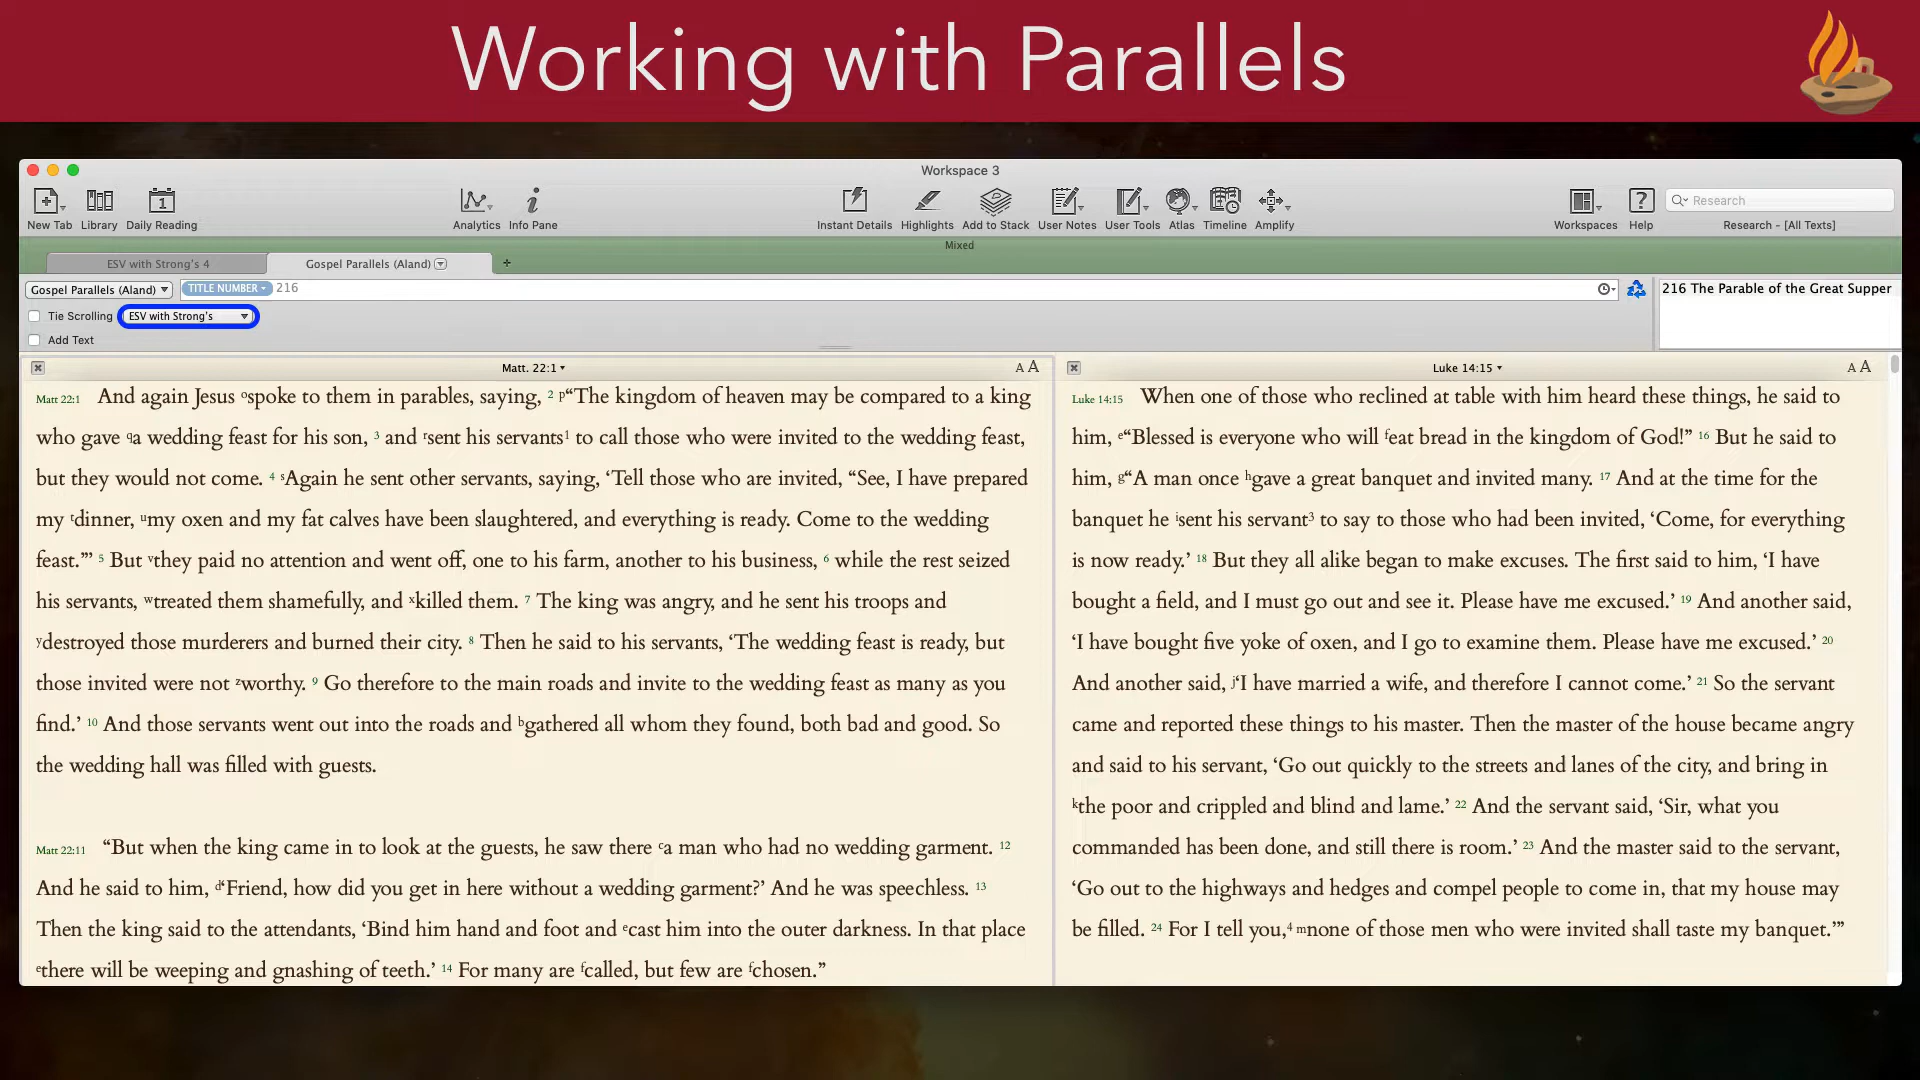 Working with Parallels
Workspace 3
New Tab Library Daily Reading Analytics Info Pane Instant Details Highlights Add to Stack User Notes User Tools Atlas Timeline Amplify Workspaces Help Research
Research - [All Texts]
Mixed
ESV with Strong's 4 Gospel Parallels (Aland) +
Gospel Parallels (Aland) TITLE NUMBER 216 216 The Parable of the Great Supper
Tie Scrolling ESV with Strong's
Add Text
Matt. 22:1 A A
Matt 22:1 And again Jesus ospoke to them in parables, saying, 2 p“The kingdom of heaven may be compared to a king
who gave qa wedding feast for his son, 3 and rsent his servants1 to call those who were invited to the wedding feast,
but they would not come. 4 sAgain he sent other servants, saying, ‘Tell those who are invited, “See, I have prepared
my tdinner, umy oxen and my fat calves have been slaughtered, and everything is ready. Come to the wedding
feast.”’ 5 But vthey paid no attention and went off, one to his farm, another to his business, 6 while the rest seized
his servants, wtreated them shamefully, and xkilled them. 7 The king was angry, and he sent his troops and
ydestroyed those murderers and burned their city. 8 Then he said to his servants, ‘The wedding feast is ready, but
those invited were not zworthy. 9 Go therefore to the main roads and invite to the wedding feast as many as you
find.’ 10 And those servants went out into the roads and bgathered all whom they found, both bad and good. So
the wedding hall was filled with guests.
Matt 22:11 “But when the king came in to look at the guests, he saw there ca man who had no wedding garment. 12
And he said to him, d‘Friend, how did you get in here without a wedding garment?’ And he was speechless. 13
Then the king said to the attendants, ‘Bind him hand and foot and ecast him into the outer darkness. In that place
ethere will be weeping and gnashing of teeth.’ 14 For many are fcalled, but few are fchosen.”
Luke 14:15 A A
Luke 14:15 When one of those who reclined at table with him heard these things, he said to
him, e“Blessed is everyone who will feat bread in the kingdom of God!” 16 But he said to
him, g“A man once hgave a great banquet and invited many. 17 And at the time for the
banquet he isent his servant3 to say to those who had been invited, ‘Come, for everything
is now ready.’ 18 But they all alike began to make excuses. The first said to him, ‘I have
bought a field, and I must go out and see it. Please have me excused.’ 19 And another said,
‘I have bought five yoke of oxen, and I go to examine them. Please have me excused.’ 20
And another said, j‘I have married a wife, and therefore I cannot come.’ 21 So the servant
came and reported these things to his master. Then the master of the house became angry
and said to his servant, ‘Go out quickly to the streets and lanes of the city, and bring in
kthe poor and crippled and blind and lame.’ 22 And the servant said, ‘Sir, what you
commanded has been done, and still there is room.’ 23 And the master said to the servant,
‘Go out to the highways and hedges and compel people to come in, that my house may
be filled. 24 For I tell you,4 mnone of those men who were invited shall taste my banquet.’”